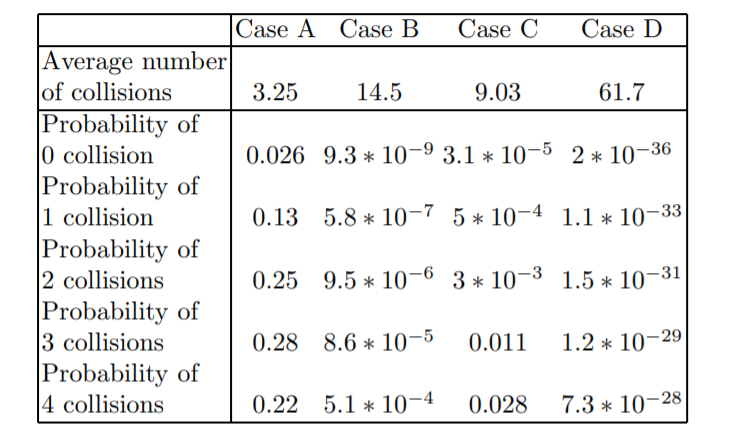 Case A Case B Case C Case D
Average number
of collisions 3.25 14.5 9.03 61.7
Probability of
0 collision 0.026 9.3 * 10^−9 3.1 * 10^−5 2 * 10^−36
Probability of
1 collision 0.13 5.8 * 10^−7 5 * 10^−4 1.1 * 10^−33
Probability of
2 collisions 0.25 9.5 * 10^−6 3 * 10^−3 1.5 * 10^−31
Probability of
3 collisions 0.28 8.6 * 10^−5 0.011 1.2 * 10^−29
Probability of
4 collisions 0.22 5.1 * 10^−4 0.028 7.3 * 10^−28